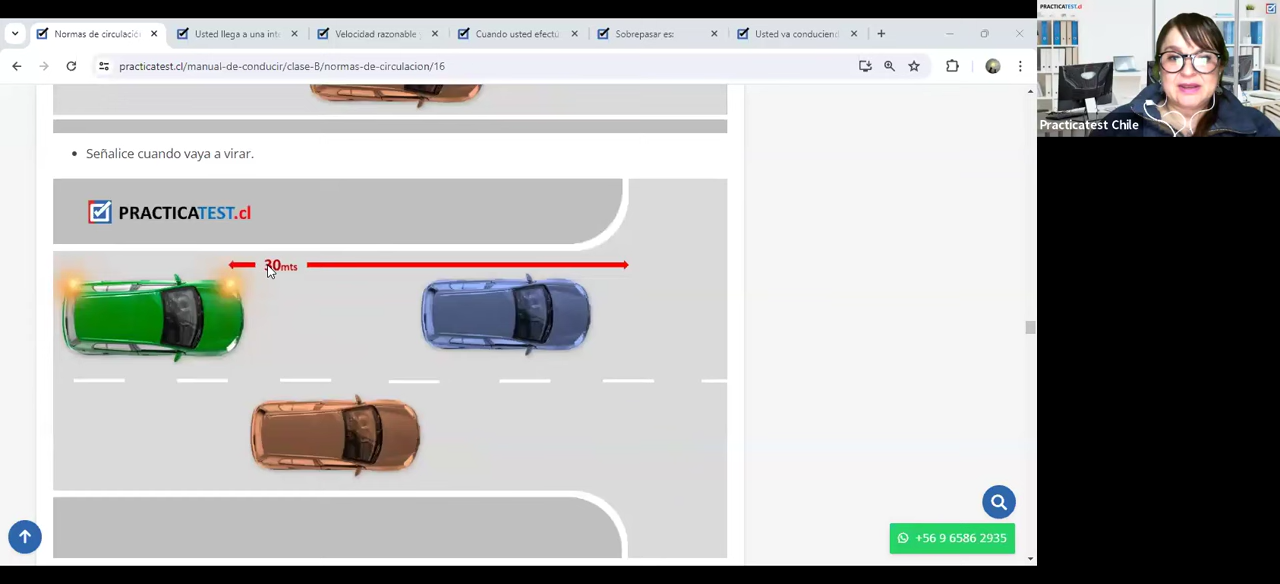 Normas de circulació
Usted llega a una int
Velocidad razonable
Cuando usted efectú
Sobrepasar es:
Usted va conduciend
practicatest.cl/manual-de-conducir/clase-B/normas-de-circulacion/16
PRACTICATEST.cl
Practicatest Chile
Señalice cuando vaya a virar.
PRACTICATEST.cl
30mts
+56 9 6586 2935